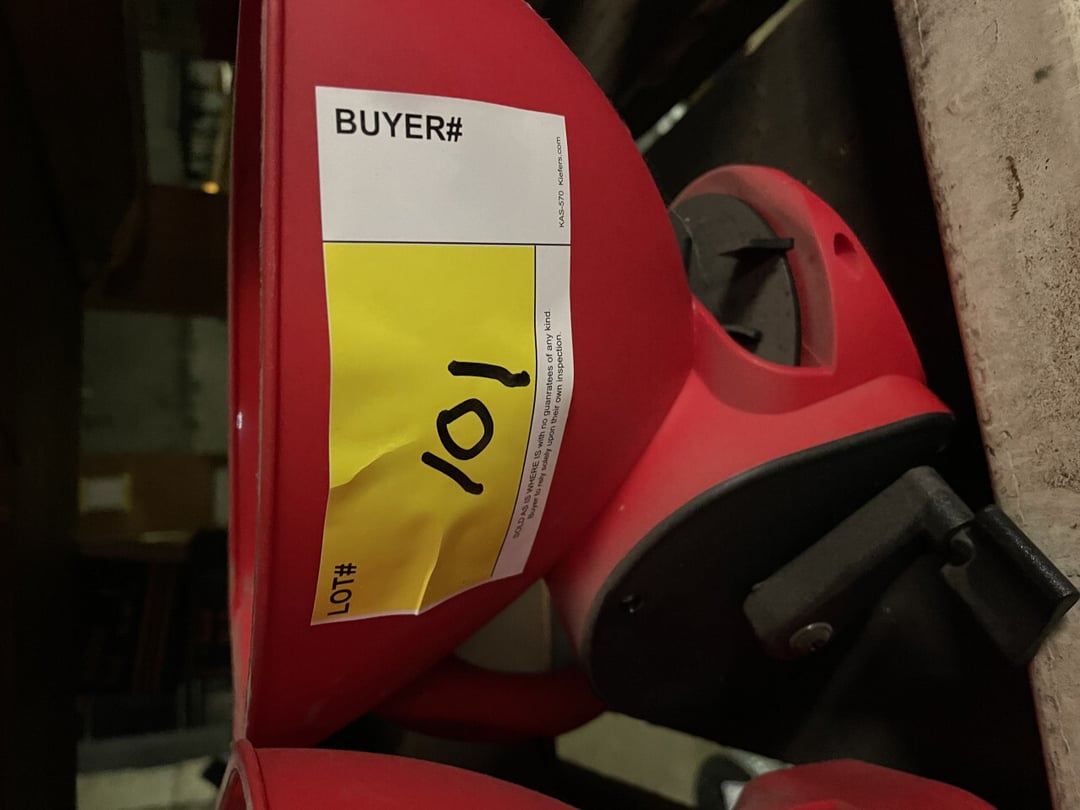 BUYER#
KAS-570 Kiefers.com
LOT#
101
SOLD AS IS WHERE IS with no guanratees of any kind.
Buyer to rely solely upon their own inspection.